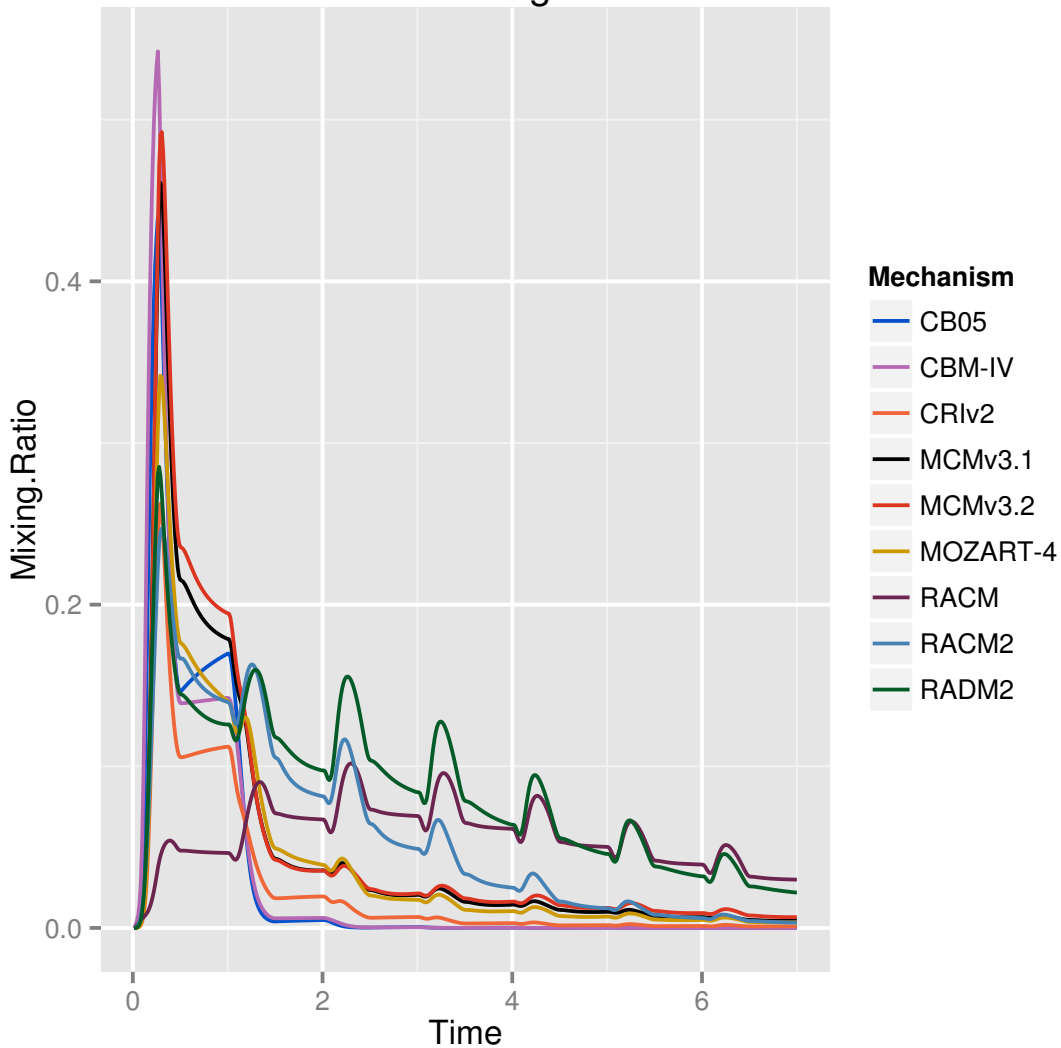 g
0.4
0.2
0.0
0
2
4
6
Time
Mixing.Ratio
Mechanism
CB05
CBM-IV
CRIv2
MCMv3.1
MCMv3.2
MOZART-4
RACM
RACM2
RADM2